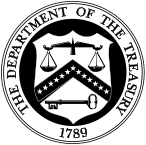 THE DEPARTMENT OF THE TREASURY
1789